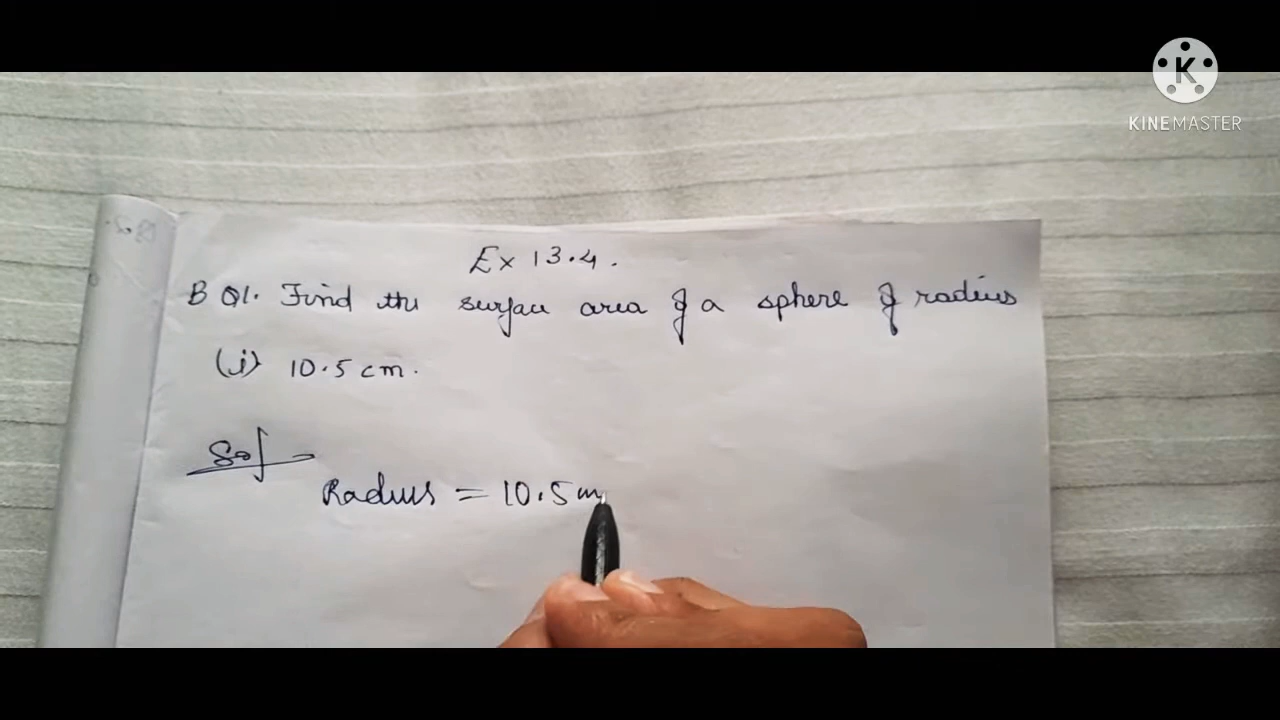 KINEMASTER
Ex 13.4.
B Q1. Find the surface area of a sphere of radius
(i) 10.5 cm.
Sol
Radius = 10.5 m